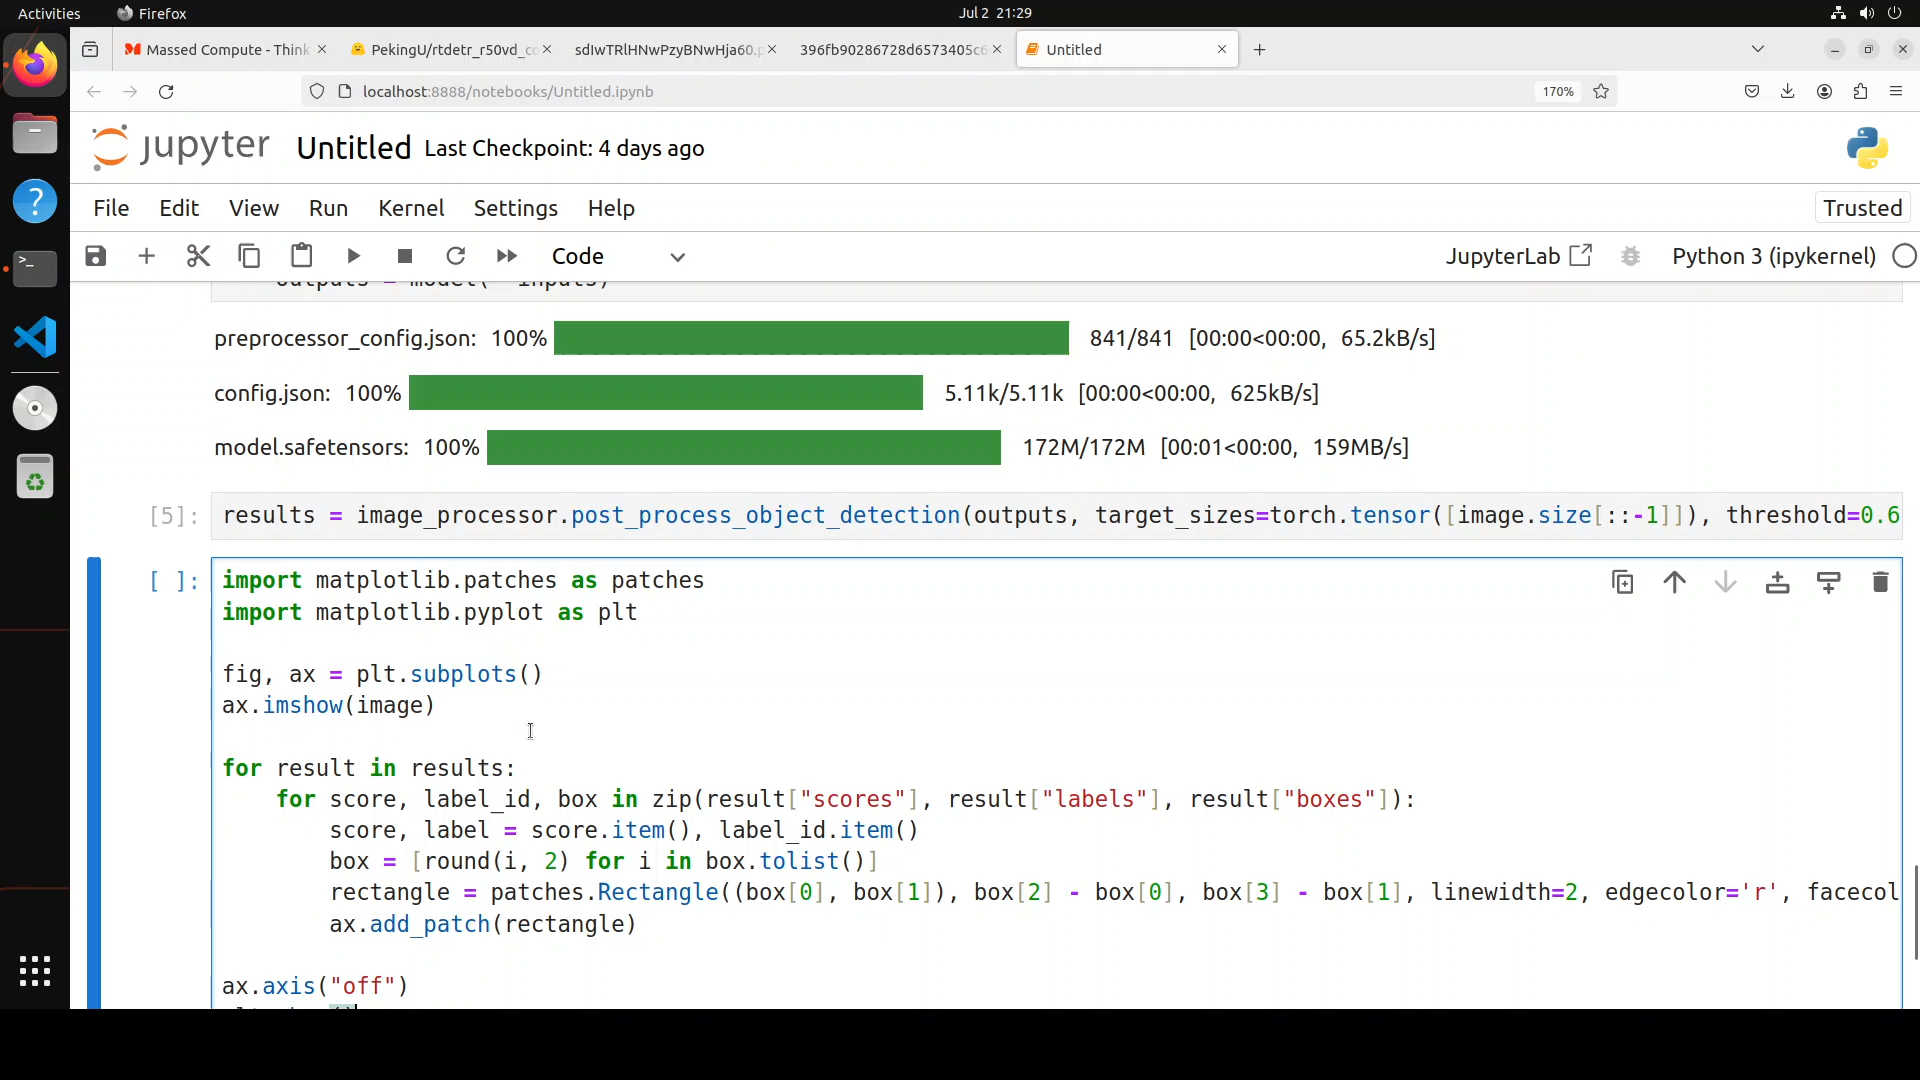 Activities
Firefox
Jul 2 21:29
Massed Compute - Think
PekingU/rtdetr_r50vd_co
sdIwTRlHNwPzyBNwHja60.p
396fb90286728d6573405c6
Untitled
localhost:8888/notebooks/Untitled.ipynb
170%
jupyter
Untitled
Last Checkpoint: 4 days ago
File Edit View Run Kernel Settings Help
Trusted
Code
JupyterLab
Python 3 (ipykernel)
outputs = model(**inputs)
preprocessor_config.json: 100% 841/841 [00:00<00:00, 65.2kB/s]
config.json: 100% 5.11k/5.11k [00:00<00:00, 625kB/s]
model.safetensors: 100% 172M/172M [00:01<00:00, 159MB/s]
[5]: results = image_processor.post_process_object_detection(outputs, target_sizes=torch.tensor([image.size[::-1]]), threshold=0.6
[ ]: import matplotlib.patches as patches
import matplotlib.pyplot as plt
fig, ax = plt.subplots()
ax.imshow(image)
for result in results:
for score, label_id, box in zip(result["scores"], result["labels"], result["boxes"]):
score, label = score.item(), label_id.item()
box = [round(i, 2) for i in box.tolist()]
rectangle = patches.Rectangle((box[0], box[1]), box[2] - box[0], box[3] - box[1], linewidth=2, edgecolor='r', facecol
ax.add_patch(rectangle)
ax.axis("off")